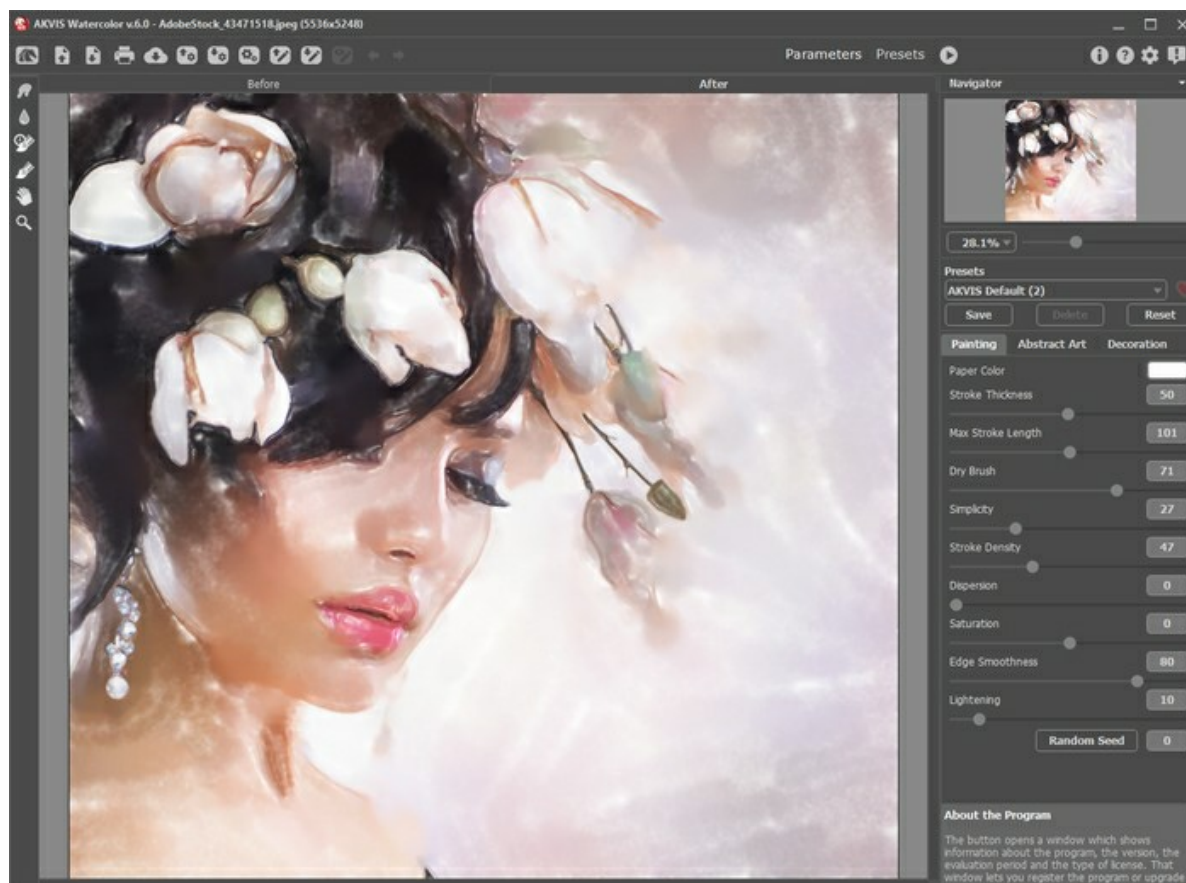 AKVIS Watercolor v.6.0 - AdobeStock_43471518.jpeg (5536x5248)
Parameters Presets
Before After
Navigator
28.1%
Presets
AKVIS Default (2)
Save Delete Reset
Painting Abstract Art Decoration
Paper Color
Stroke Thickness 50
Max Stroke Length 101
Dry Brush 71
Simplicity 27
Stroke Density 47
Dispersion 0
Saturation 0
Edge Smoothness 80
Lightening 10
Random Seed 0
About the Program
The button opens a window which shows
information about the program, the version, the
evaluation period and the type of license. That
window lets you register the program or upgrade